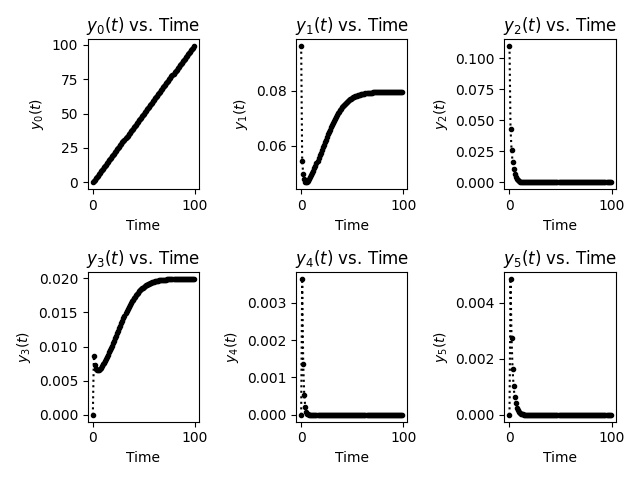 y₀(t) vs. Time
y₁(t) vs. Time
y₂(t) vs. Time
y₀(t)
100
75
50
25
0
0
100
Time
y₁(t)
0.08
0.06
0
100
Time
y₂(t)
0.100
0.075
0.050
0.025
0.000
0
100
Time
y₃(t) vs. Time
y₄(t) vs. Time
y₅(t) vs. Time
y₃(t)
0.020
0.015
0.010
0.005
0.000
0
100
Time
y₄(t)
0.003
0.002
0.001
0.000
0
100
Time
y₅(t)
0.004
0.002
0.000
0
100
Time